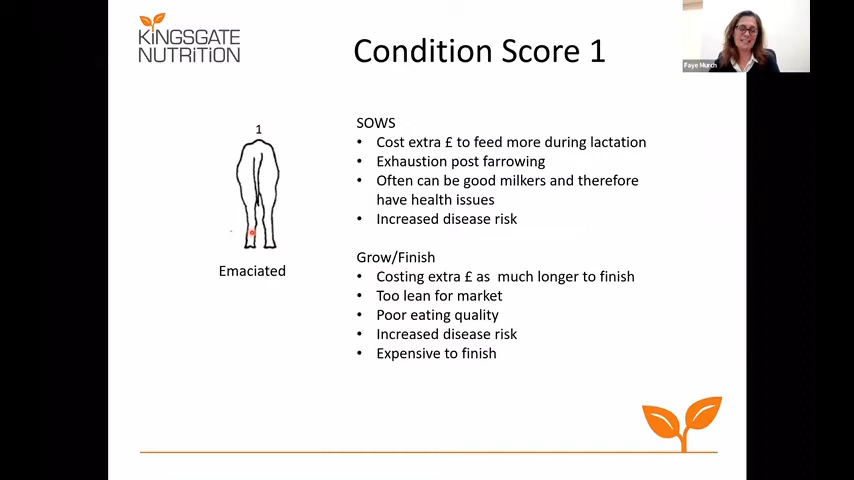 KINGSGATE
NUTRITION
Condition Score 1
Faye Murch
1
Emaciated
SOWS
• Cost extra £ to feed more during lactation
• Exhaustion post farrowing
• Often can be good milkers and therefore
have health issues
• Increased disease risk
Grow/Finish
• Costing extra £ as much longer to finish
• Too lean for market
• Poor eating quality
• Increased disease risk
• Expensive to finish